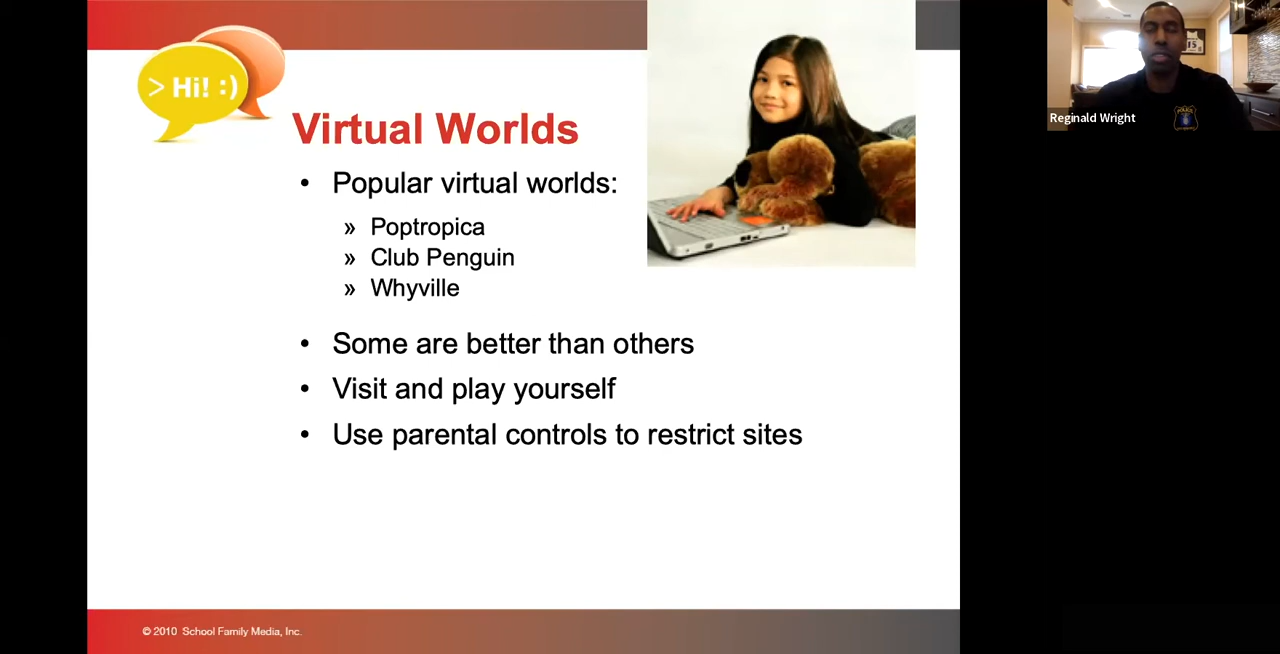 > Hi! :)
Virtual Worlds
• Popular virtual worlds:
» Poptropica
» Club Penguin
» Whyville
• Some are better than others
• Visit and play yourself
• Use parental controls to restrict sites
© 2010 School Family Media, Inc.
Reginald Wright